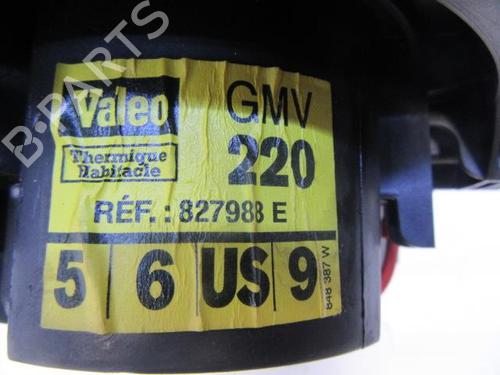 B-PARTS
Valeo
GMV
220
Thermique
Habitacle
RÉF.: 827988 E
5 6 US 9
848 387 W